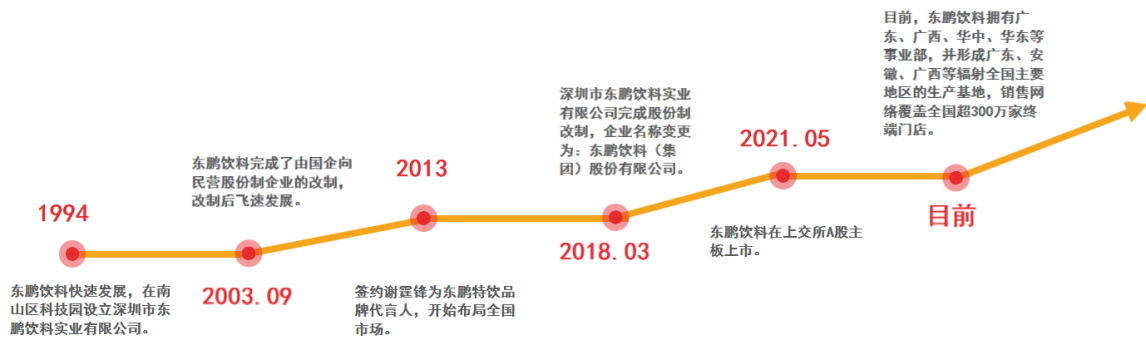 1994
东鹏饮料快速发展，在南
山区科技园设立深圳市东
鹏饮料实业有限公司。
东鹏饮料完成了由国企向
民营股份制企业的改制，
改制后飞速发展。
2003.09
2013
签约谢霆锋为东鹏特饮品
牌代言人，开始布局全国
市场。
深圳市东鹏饮料实业
有限公司完成股份制
改制，企业名称变更
为：东鹏饮料（集
团）股份有限公司。
2018.03
2021.05
东鹏饮料在上交所A股主
板上市。
目前，东鹏饮料拥有广
东、广西、华中、华东等
事业部，并形成广东、安
徽、广西等辐射全国主要
地区的生产基地，销售网
络覆盖全国超300万家终
端门店。
目前